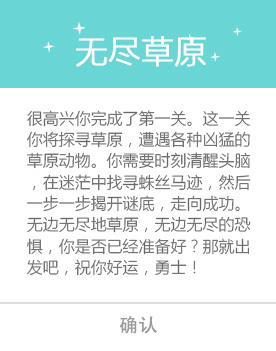 无尽草原
很高兴你完成了第一关。这一关
你将探寻草原，遭遇各种凶猛的
草原动物。你需要时刻清醒头脑
，在迷茫中找寻蛛丝马迹，然后
一步一步揭开谜底，走向成功。
无边无尽地草原，无边无尽的恐
惧，你是否已经准备好？那就出
发吧，祝你好运，勇士！
确认